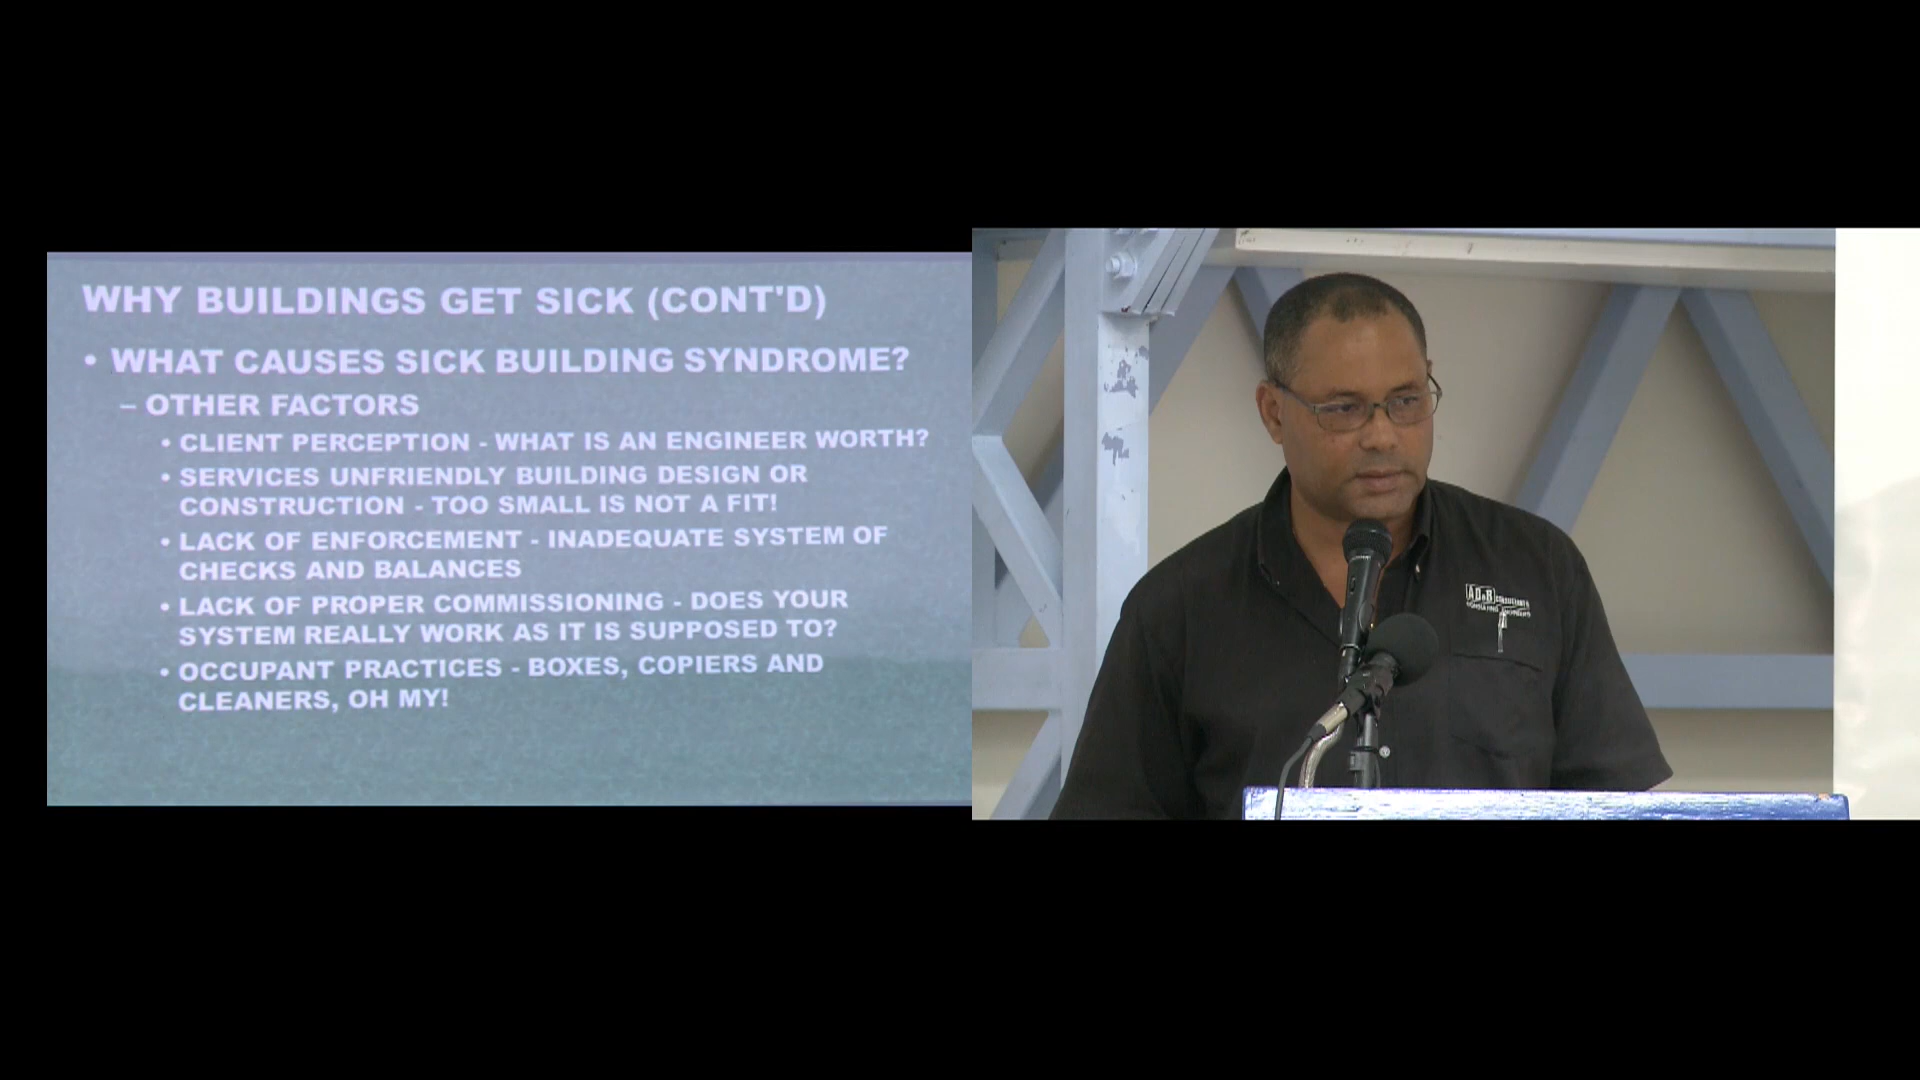 WHY BUILDINGS GET SICK (CONT'D)
• WHAT CAUSES SICK BUILDING SYNDROME?
– OTHER FACTORS
• CLIENT PERCEPTION - WHAT IS AN ENGINEER WORTH?
• SERVICES UNFRIENDLY BUILDING DESIGN OR
CONSTRUCTION - TOO SMALL IS NOT A FIT!
• LACK OF ENFORCEMENT - INADEQUATE SYSTEM OF
CHECKS AND BALANCES
• LACK OF PROPER COMMISSIONING - DOES YOUR
SYSTEM REALLY WORK AS IT IS SUPPOSED TO?
• OCCUPANT PRACTICES - BOXES, COPIERS AND
CLEANERS, OH MY!
CONSULTANTS
CONSULTING ENGINEERS